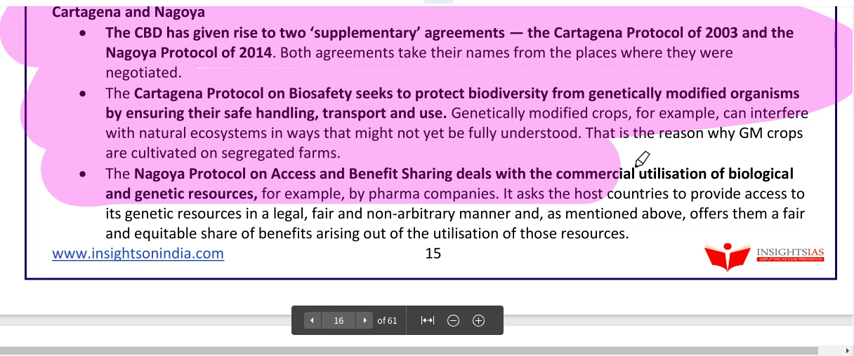 Cartagena and Nagoya
• The CBD has given rise to two ‘supplementary’ agreements — the Cartagena Protocol of 2003 and the
Nagoya Protocol of 2014. Both agreements take their names from the places where they were
negotiated.
• The Cartagena Protocol on Biosafety seeks to protect biodiversity from genetically modified organisms
by ensuring their safe handling, transport and use. Genetically modified crops, for example, can interfere
with natural ecosystems in ways that might not yet be fully understood. That is the reason why GM crops
are cultivated on segregated farms.
• The Nagoya Protocol on Access and Benefit Sharing deals with the commercial utilisation of biological
and genetic resources, for example, by pharma companies. It asks the host countries to provide access to
its genetic resources in a legal, fair and non-arbitrary manner and, as mentioned above, offers them a fair
and equitable share of benefits arising out of the utilisation of those resources.
www.insightsonindia.com 15 INSIGHTSIAS
16 of 61